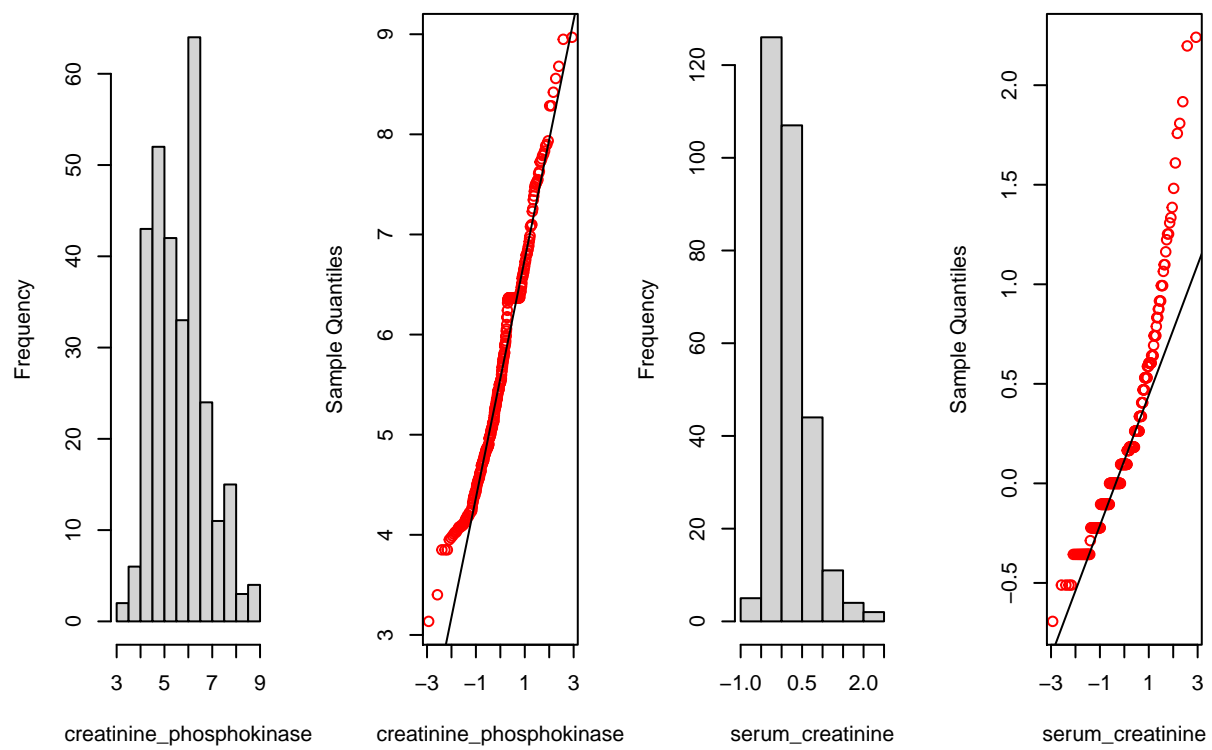 Frequency
0 10 20 30 40 50 60
3 5 7 9
creatinine_phosphokinase
Sample Quantiles
3 4 5 6 7 8 9
−3 −1 1 3
creatinine_phosphokinase
Frequency
0 20 40 60 80 100 120
−1.0 0.5 2.0
serum_creatinine
Sample Quantiles
−0.5 0.0 0.5 1.0 1.5 2.0
−3 −1 1 3
serum_creatinine